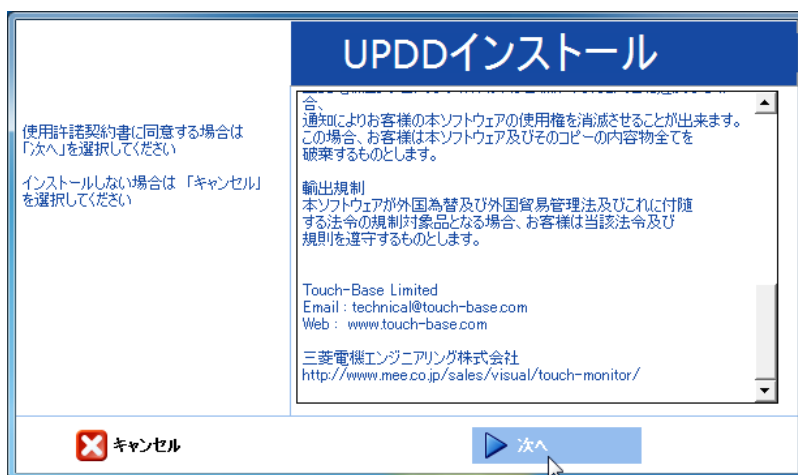 UPDDインストール
使用許諾契約書に同意する場合は
「次へ」を選択してください
インストールしない場合は 「キャンセル」
を選択してください
合、
通知によりお客様の本ソフトウェアの使用権を消滅させることが出来ます。
この場合、お客様は本ソフトウェア及びそのコピーの内容物全てを
破棄するものとします。
輸出規制
本ソフトウェアが外国為替及び外国貿易管理法及びこれに付随
する法令の規制対象品となる場合、お客様は当該法令及び
規則を遵守するものとします。
Touch-Base Limited
Email : technical@touch-base.com
Web : www.touch-base.com
三菱電機エンジニアリング株式会社
http://www.mee.co.jp/sales/visual/touch-monitor/
キャンセル
次へ